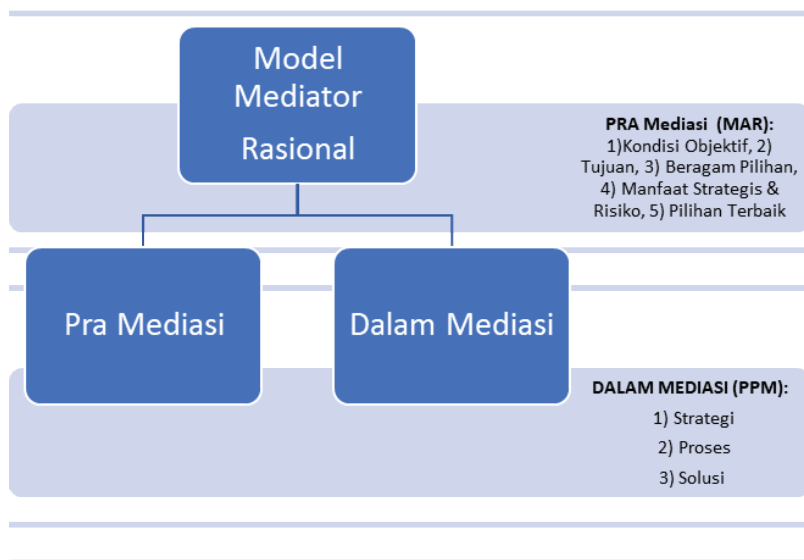 Model
Mediator
Rasional
PRA Mediasi (MAR):
1)Kondisi Objektif, 2)
Tujuan, 3) Beragam Pilihan,
4) Manfaat Strategis &
Risiko, 5) Pilihan Terbaik
Pra Mediasi
Dalam Mediasi
DALAM MEDIASI (PPM):
1) Strategi
2) Proses
3) Solusi